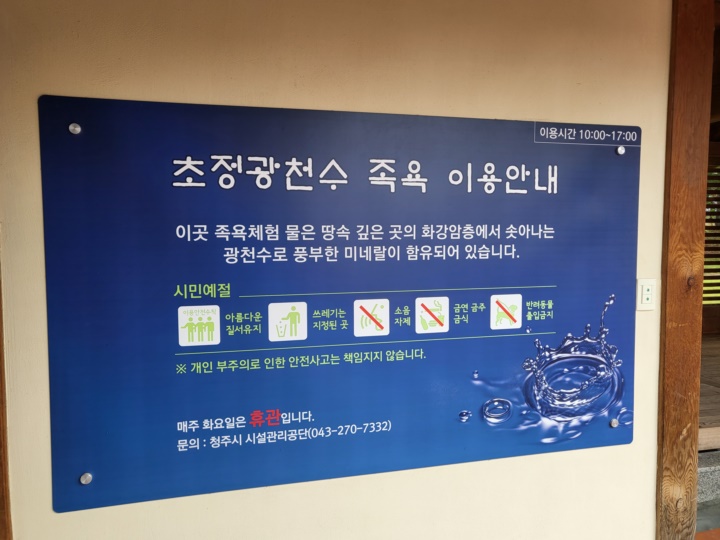 이용시간 10:00~17:00
초정광천수 족욕 이용안내
이곳 족욕체험 물은 땅속 깊은 곳의 화강암층에서 솟아나는
광천수로 풍부한 미네랄이 함유되어 있습니다.
시민예절
아름다운
질서유지
쓰레기는
지정된 곳
소음
자제
금연 금주
금식
반려동물
출입금지
※ 개인 부주의로 인한 안전사고는 책임지지 않습니다.
매주 화요일은 휴관입니다.
문의 : 청주시 시설관리공단(043-270-7332)